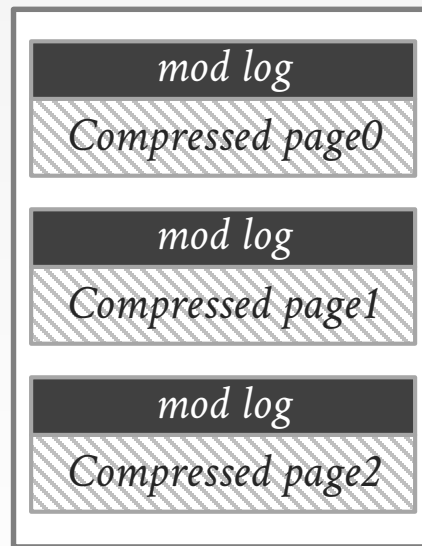 mod log
Compressed page0
mod log
Compressed page1
mod log
Compressed page2